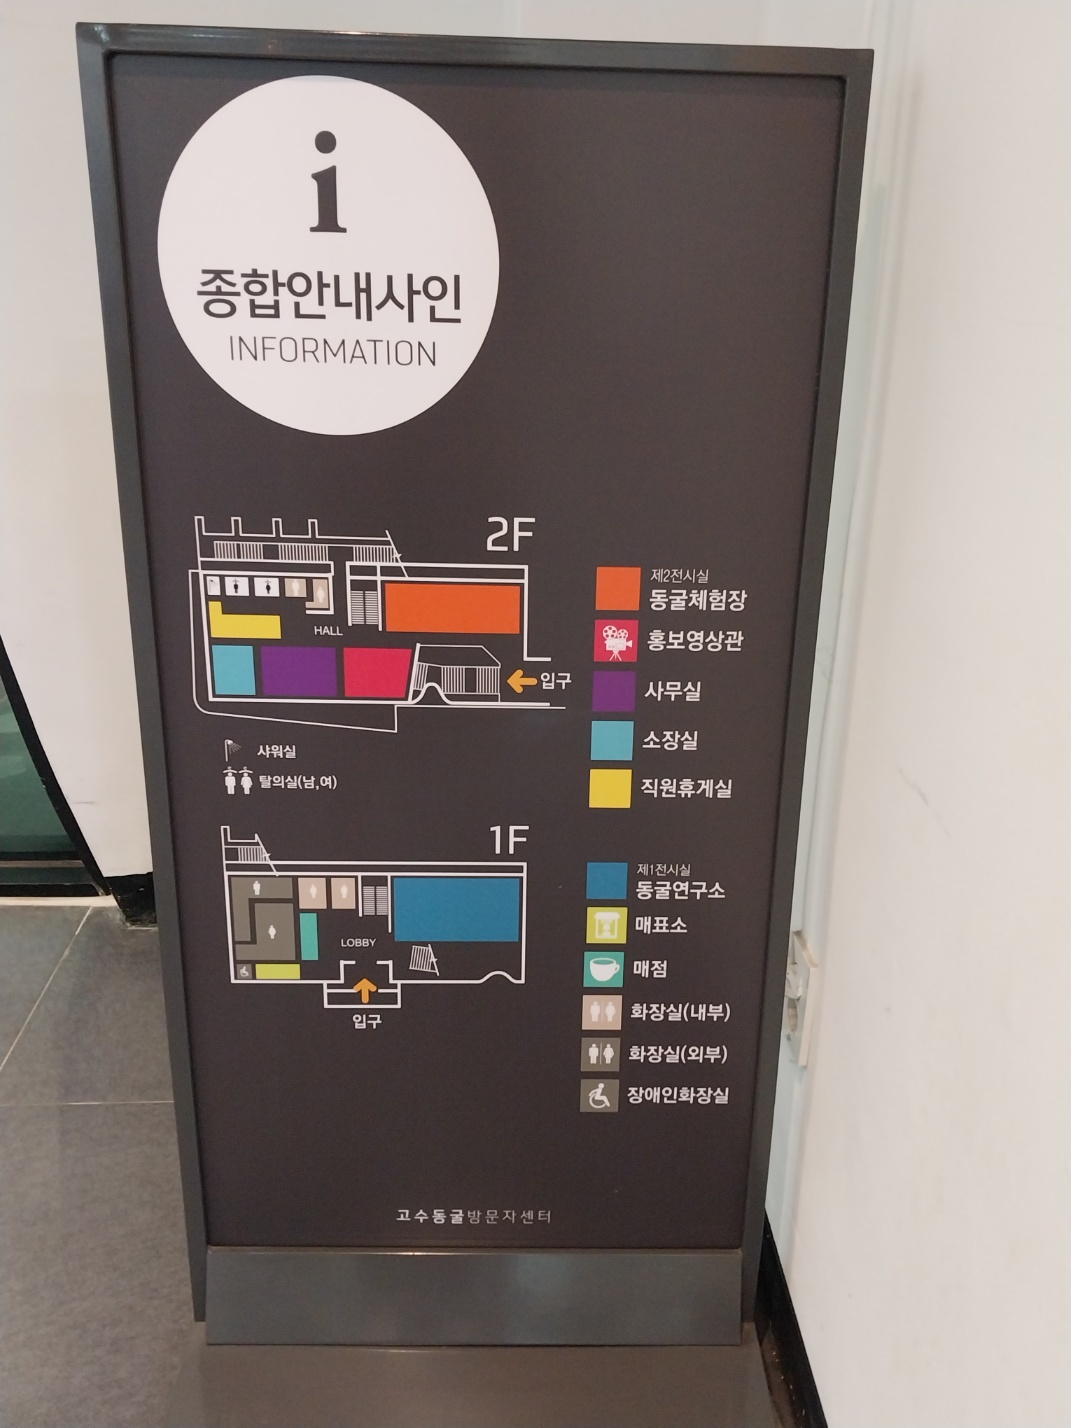 i
종합안내사인
INFORMATION
2F
HALL
입구
샤워실
탈의실(남,여)
제2전시실
동굴체험장
홍보영상관
사무실
소장실
직원휴게실
1F
LOBBY
입구
제1전시실
동굴연구소
매표소
매점
화장실(내부)
화장실(외부)
장애인화장실
고수동굴방문자센터